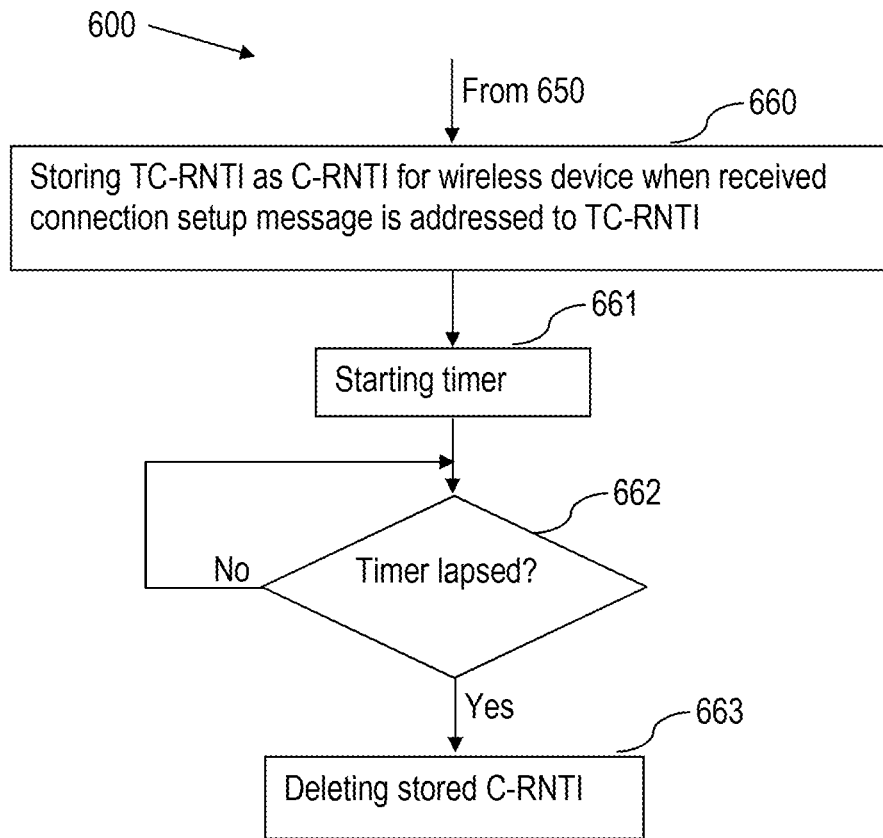 600
From 650
660
Storing TC-RNTI as C-RNTI for wireless device when received
connection setup message is addressed to TC-RNTI
661
Starting timer
662
No
Timer lapsed?
Yes
663
Deleting stored C-RNTI